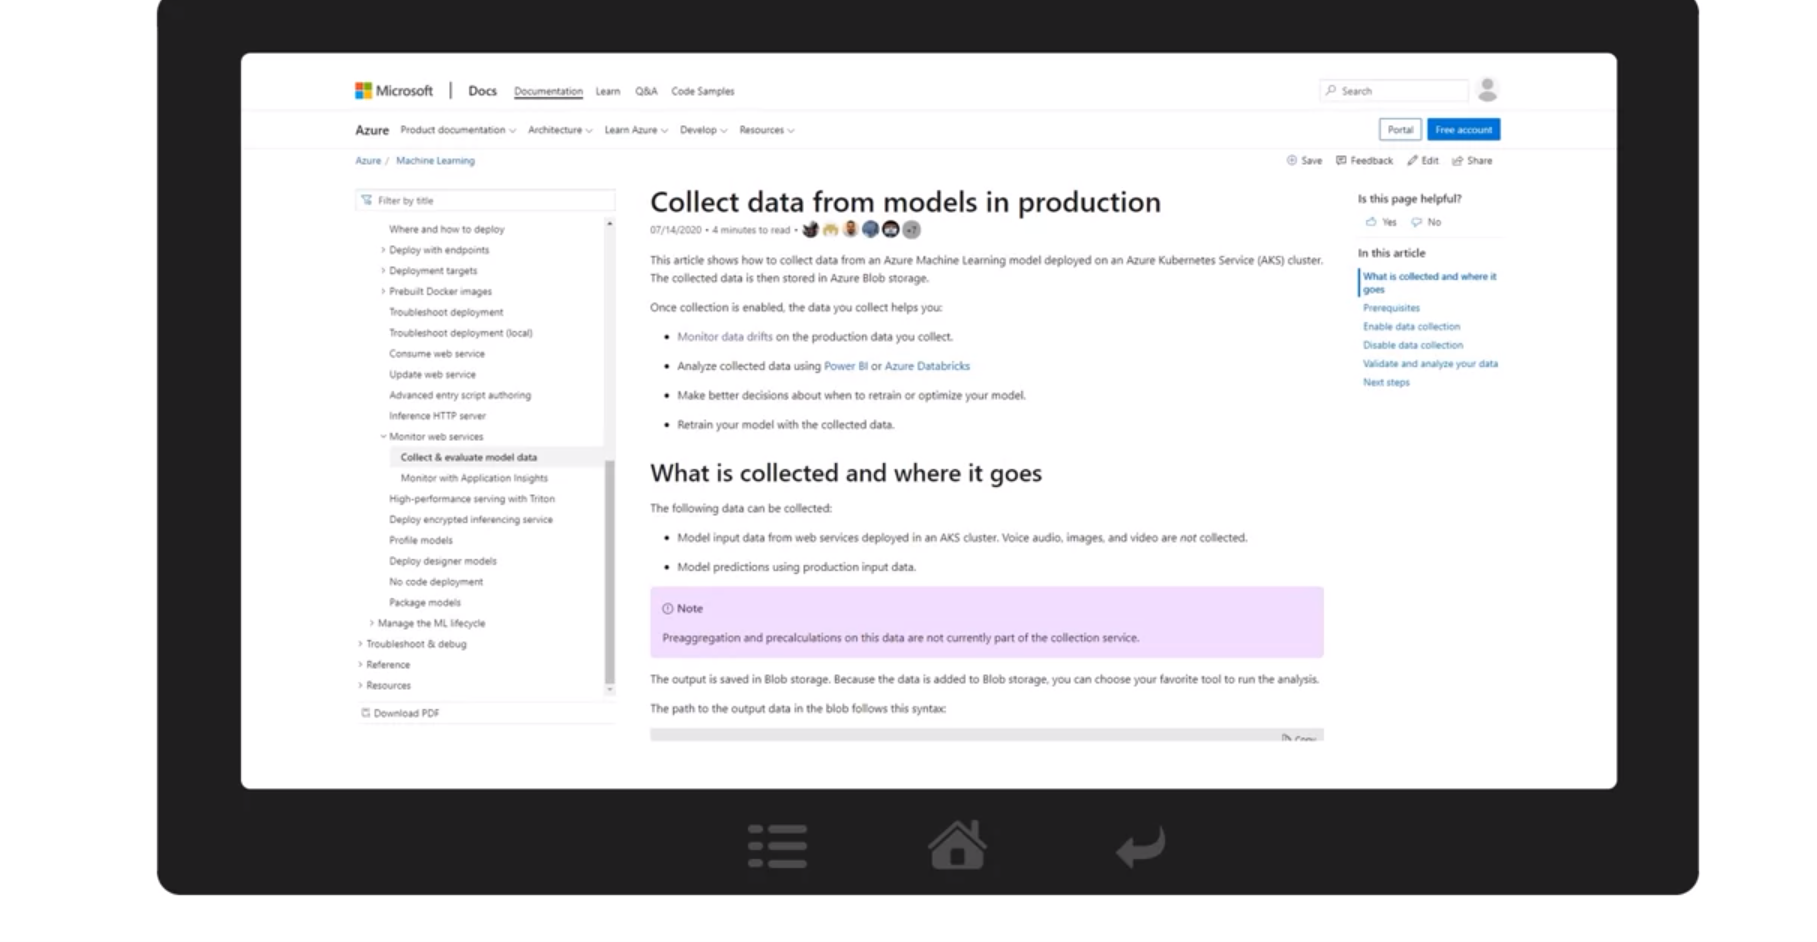 Microsoft | Docs Documentation Learn Q&A Code Samples
Search
Azure Product documentation Architecture Learn Azure Develop Resources
Portal Free account
Azure / Machine Learning
Save Feedback Edit Share
Filter by title
Where and how to deploy
Deploy with endpoints
Deployment targets
Prebuilt Docker images
Troubleshoot deployment
Troubleshoot deployment (local)
Consume web service
Update web service
Advanced entry script authoring
Inference HTTP server
Monitor web services
Collect & evaluate model data
Monitor with Application Insights
High-performance serving with Triton
Deploy encrypted inferencing service
Profile models
Deploy designer models
No code deployment
Package models
Manage the ML lifecycle
Troubleshoot & debug
Reference
Resources
Download PDF
Collect data from models in production
07/14/2020 • 4 minutes to read • +7
This article shows how to collect data from an Azure Machine Learning model deployed on an Azure Kubernetes Service (AKS) cluster.
The collected data is then stored in Azure Blob storage.
Once collection is enabled, the data you collect helps you:
• Monitor data drifts on the production data you collect.
• Analyze collected data using Power BI or Azure Databricks
• Make better decisions about when to retrain or optimize your model.
• Retrain your model with the collected data.
What is collected and where it goes
The following data can be collected:
• Model input data from web services deployed in an AKS cluster. Voice audio, images, and video are not collected.
• Model predictions using production input data.
Note
Preaggregation and precalculations on this data are not currently part of the collection service.
The output is saved in Blob storage. Because the data is added to Blob storage, you can choose your favorite tool to run the analysis.
The path to the output data in the blob follows this syntax:
Copy
Is this page helpful?
Yes No
In this article
What is collected and where it
goes
Prerequisites
Enable data collection
Disable data collection
Validate and analyze your data
Next steps